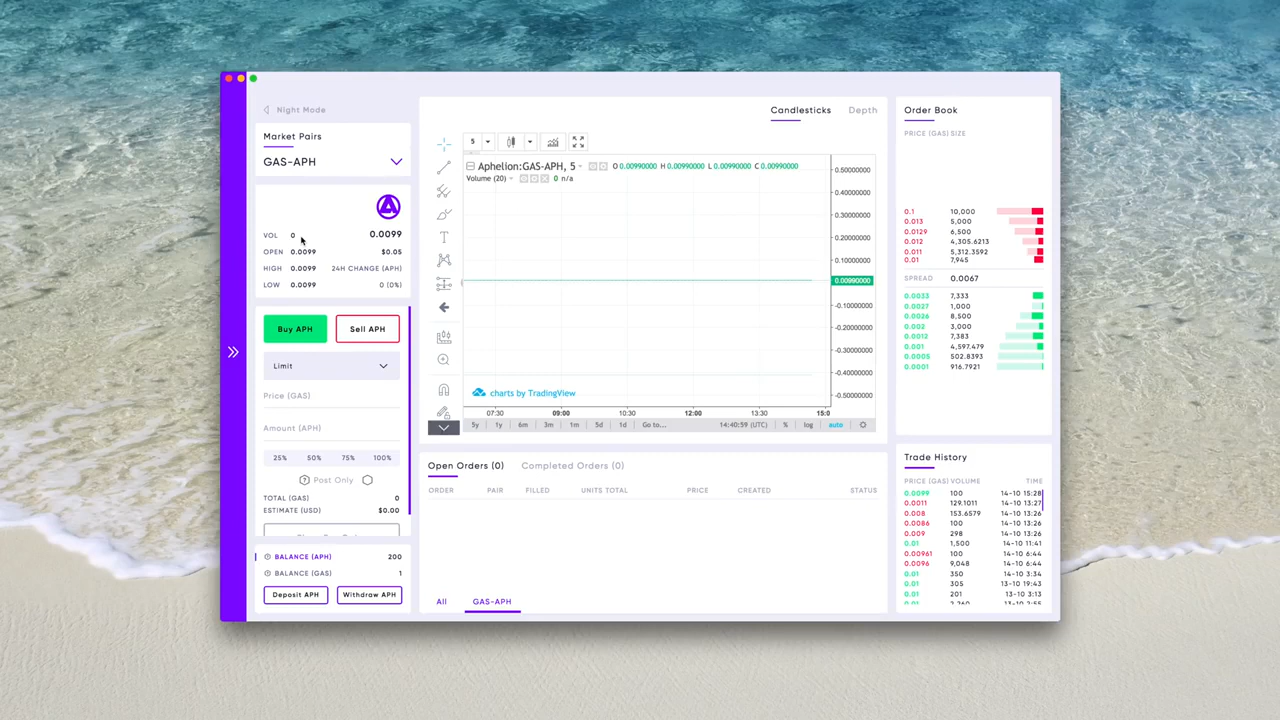 Night Mode
Market Pairs
GAS-APH
VOL 0 0.0099
OPEN 0.0099 $0.05
HIGH 0.0099 24H CHANGE (APH)
LOW 0.0099 0 (0%)
Buy APH Sell APH
Limit
Price (GAS)
Amount (APH)
25% 50% 75% 100%
? Post Only
TOTAL (GAS) 0
ESTIMATE (USD) $0.00
BALANCE (APH) 200
BALANCE (GAS) 1
Deposit APH Withdraw APH
Candlesticks Depth
5
Aphelion:GAS-APH, 5 O 0.00990000 H 0.00990000 L 0.00990000 C 0.00990000
Volume (20) 0 n/a
0.50000000
0.40000000
0.30000000
0.20000000
0.10000000
0.00990000
-0.10000000
-0.20000000
-0.30000000
-0.40000000
-0.50000000
charts by TradingView
07:30 09:00 10:30 12:00 13:30 15:0
5y 1y 6m 3m 1m 5d 1d Go to... 14:40:59 (UTC) % log auto
Open Orders (0) Completed Orders (0)
ORDER PAIR FILLED UNITS TOTAL PRICE CREATED STATUS
All GAS-APH
Order Book
PRICE (GAS) SIZE
0.1 10,000
0.013 5,000
0.0129 6,500
0.012 4,305.6213
0.011 5,312.3592
0.01 7,945
SPREAD 0.0067
0.0033 7,333
0.0027 1,000
0.0026 8,500
0.002 3,000
0.0012 7,383
0.001 4,597.479
0.0005 502.8393
0.0001 916.7921
Trade History
PRICE (GAS) VOLUME TIME
0.0099 100 14-10 15:28
0.0011 129.1011 14-10 13:27
0.008 153.6579 14-10 13:26
0.0086 100 14-10 13:26
0.009 298 14-10 13:26
0.01 1,500 14-10 11:41
0.00961 100 14-10 6:44
0.0096 9,048 14-10 6:44
0.01 350 14-10 3:34
0.01 305 13-10 19:43
0.01 201 13-10 3:13
0.01 2,260 13-10 2:55